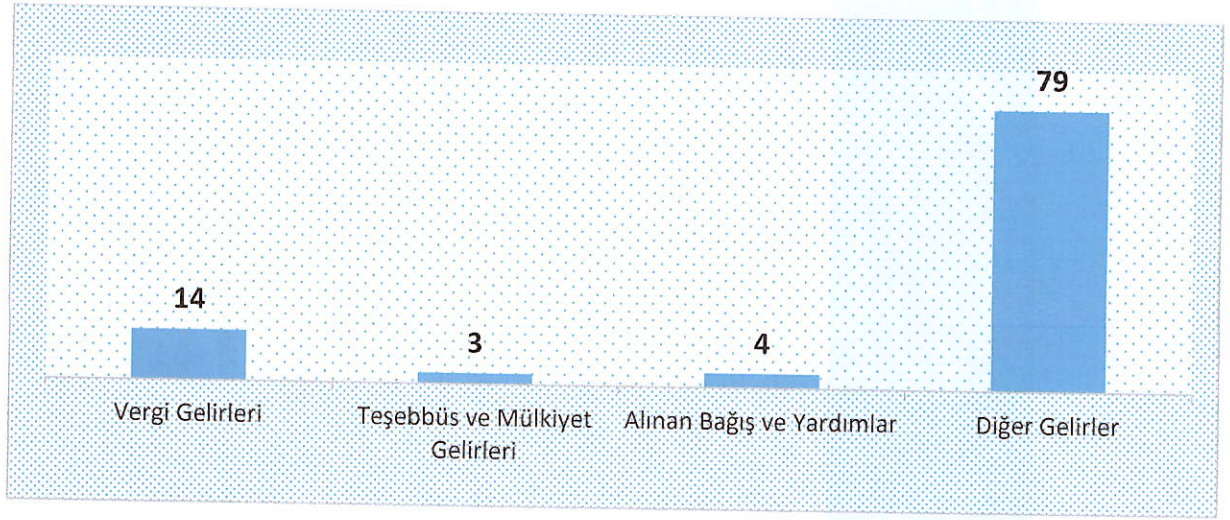 79
14
3
4
Vergi Gelirleri
Teşebbüs ve Mülkiyet
Gelirleri
Alınan Bağış ve Yardımlar
Diğer Gelirler